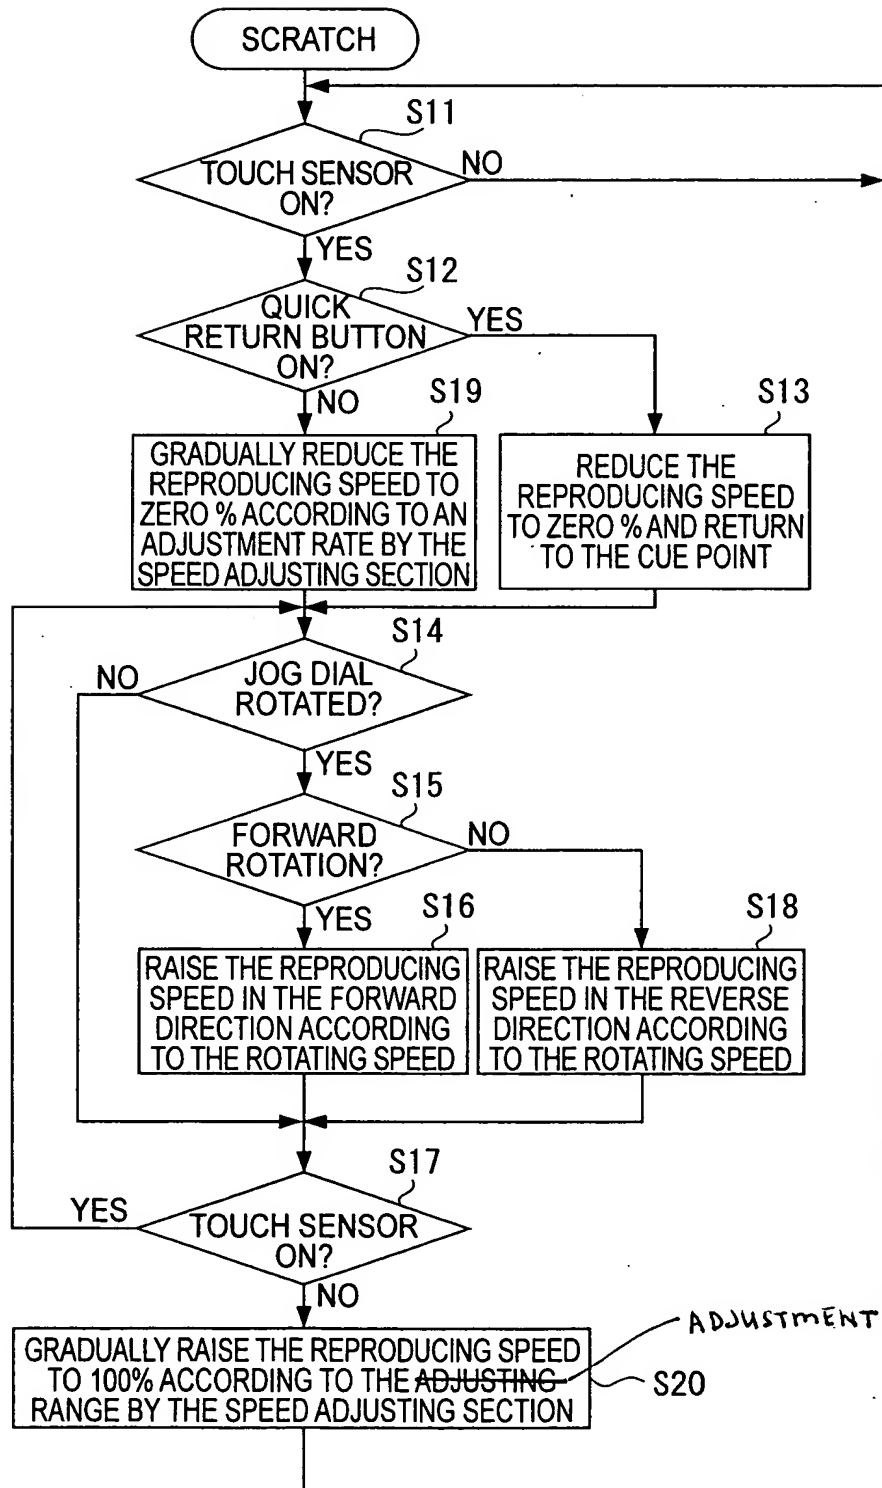 SCRATCH
S11
TOUCH SENSOR
ON?
NO
YES
S12
QUICK
RETURN BUTTON
ON?
YES
NO
S19
GRADUALLY REDUCE THE
REPRODUCING SPEED TO
ZERO % ACCORDING TO AN
ADJUSTMENT RATE BY THE
SPEED ADJUSTING SECTION
S13
REDUCE THE
REPRODUCING SPEED
TO ZERO % AND RETURN
TO THE CUE POINT
S14
JOG DIAL
ROTATED?
NO
YES
S15
FORWARD
ROTATION?
NO
YES
S16
RAISE THE REPRODUCING
SPEED IN THE FORWARD
DIRECTION ACCORDING
TO THE ROTATING SPEED
S18
RAISE THE REPRODUCING
SPEED IN THE REVERSE
DIRECTION ACCORDING
TO THE ROTATING SPEED
S17
TOUCH SENSOR
ON?
YES
NO
ADJUSTMENT
GRADUALLY RAISE THE REPRODUCING SPEED
TO 100% ACCORDING TO THE ADJUSTING
RANGE BY THE SPEED ADJUSTING SECTION
S20